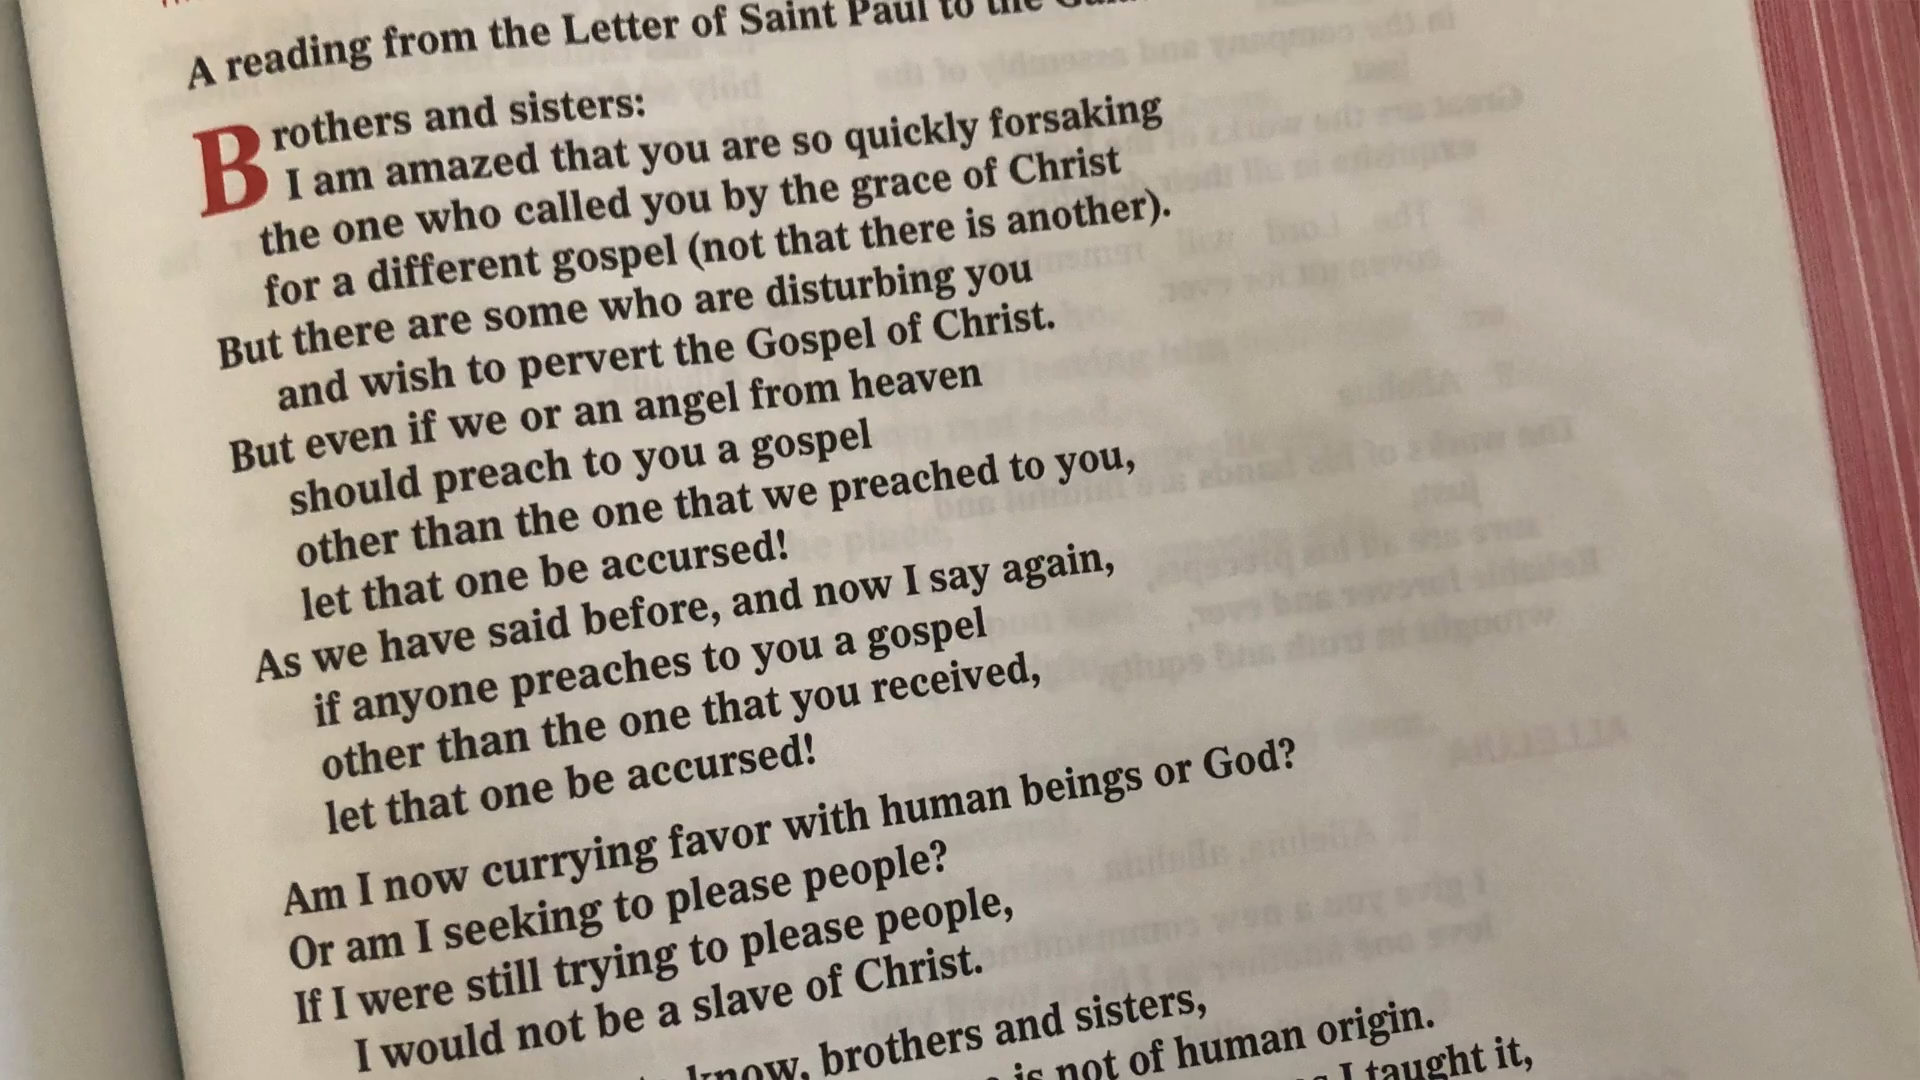 A reading from the Letter of Saint Paul to the
Brothers and sisters:
I am amazed that you are so quickly forsaking
the one who called you by the grace of Christ
for a different gospel (not that there is another).
But there are some who are disturbing you
and wish to pervert the Gospel of Christ.
But even if we or an angel from heaven
should preach to you a gospel
other than the one that we preached to you,
let that one be accursed!
As we have said before, and now I say again,
if anyone preaches to you a gospel
other than the one that you received,
let that one be accursed!
Am I now currying favor with human beings or God?
Or am I seeking to please people?
If I were still trying to please people,
I would not be a slave of Christ.
know, brothers and sisters,
is not of human origin.
I taught it,